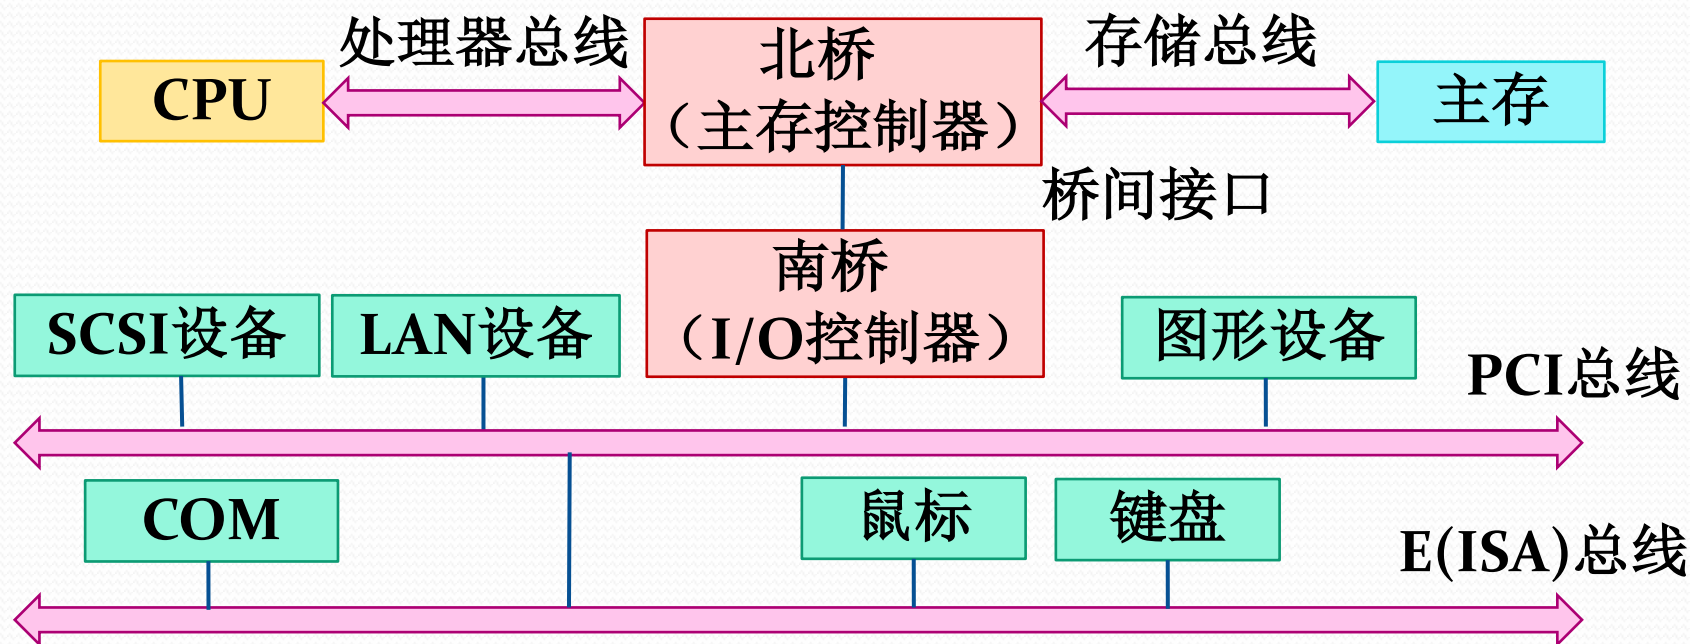 处理器总线
存储总线
CPU
北桥
（主存控制器）
主存
桥间接口
南桥
（I/O控制器）
SCSI设备
LAN设备
图形设备
PCI总线
COM
鼠标
键盘
E(ISA)总线